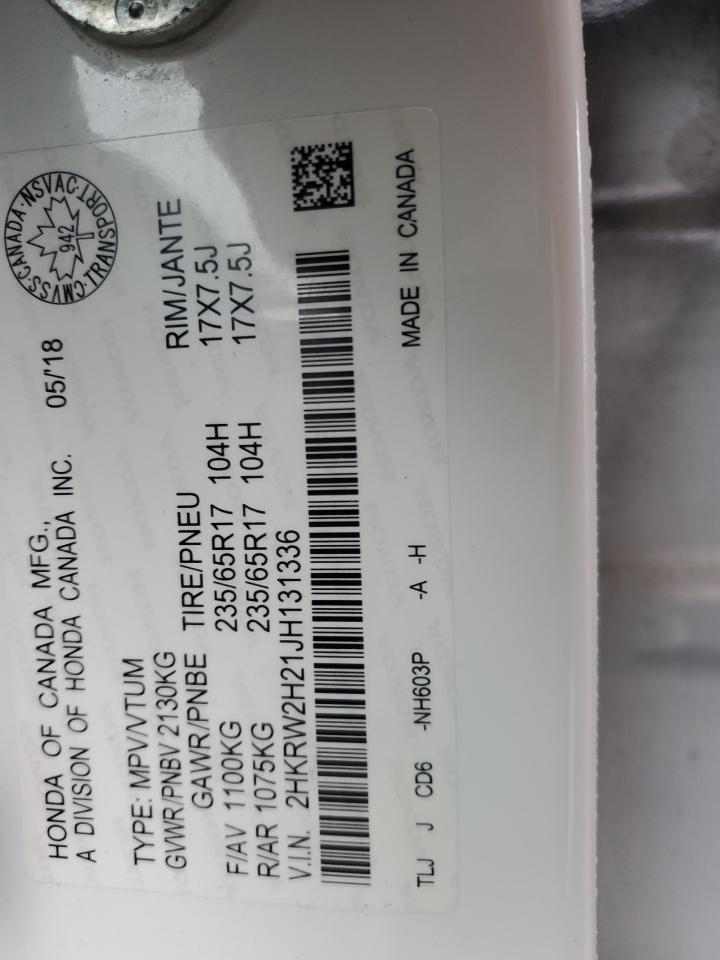 HONDA OF CANADA MFG.,
A DIVISION OF HONDA CANADA INC. 05/'18
CMVSS·CANADA·NSVAC·TRANSPORT·
942
TYPE: MPV/VTUM
GVWR/PNBV 2130KG
GAWR/PNBE TIRE/PNEU RIM/JANTE
F/AV 1100KG 235/65R17 104H 17X7.5J
R/AR 1075KG 235/65R17 104H 17X7.5J
V.I.N. 2HKRW2H21JH131336
TLJ J CD6 -NH603P -A -H MADE IN CANADA